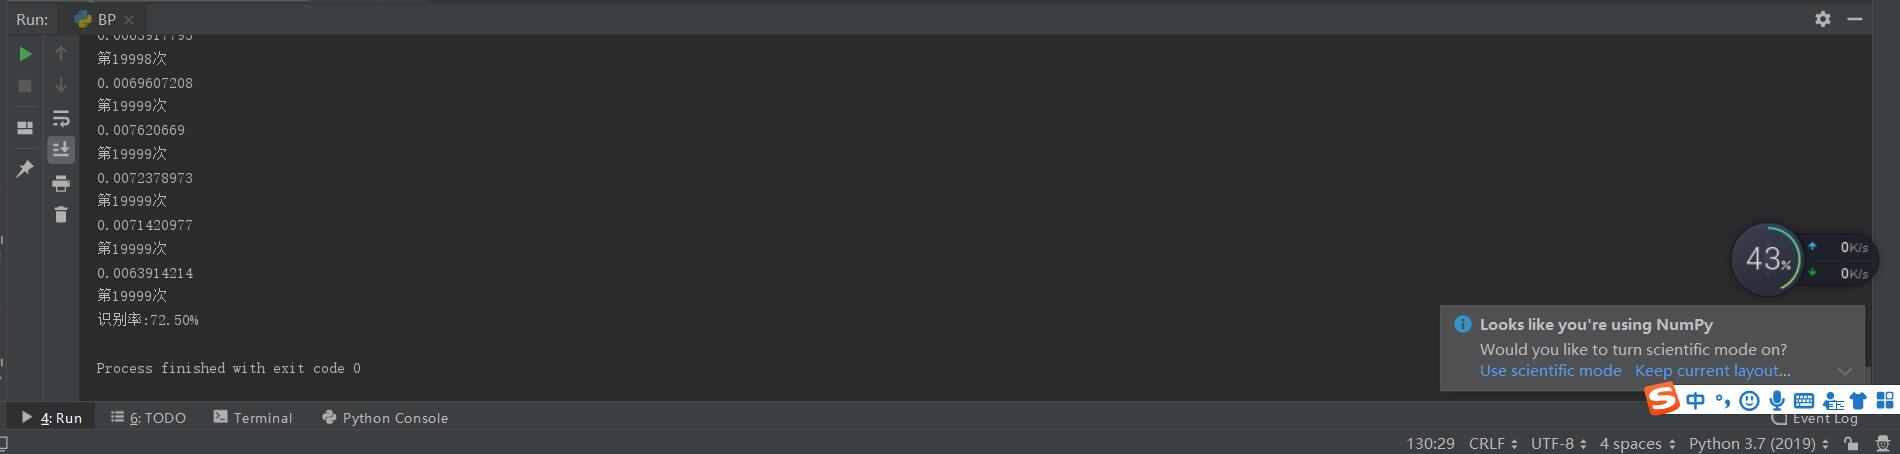 Run:
BP
0.0063917795
第19998次
0.0069607208
第19999次
0.007620669
第19999次
0.0072378973
第19999次
0.0071420977
第19999次
0.0063914214
第19999次
识别率:72.50%
Process finished with exit code 0
43%
0K/s
0K/s
Looks like you're using NumPy
Would you like to turn scientific mode on?
Use scientific mode Keep current layout...
中
4: Run
6: TODO
Terminal
Python Console
Event Log
130:29 CRLF UTF-8 4 spaces Python 3.7 (2019)